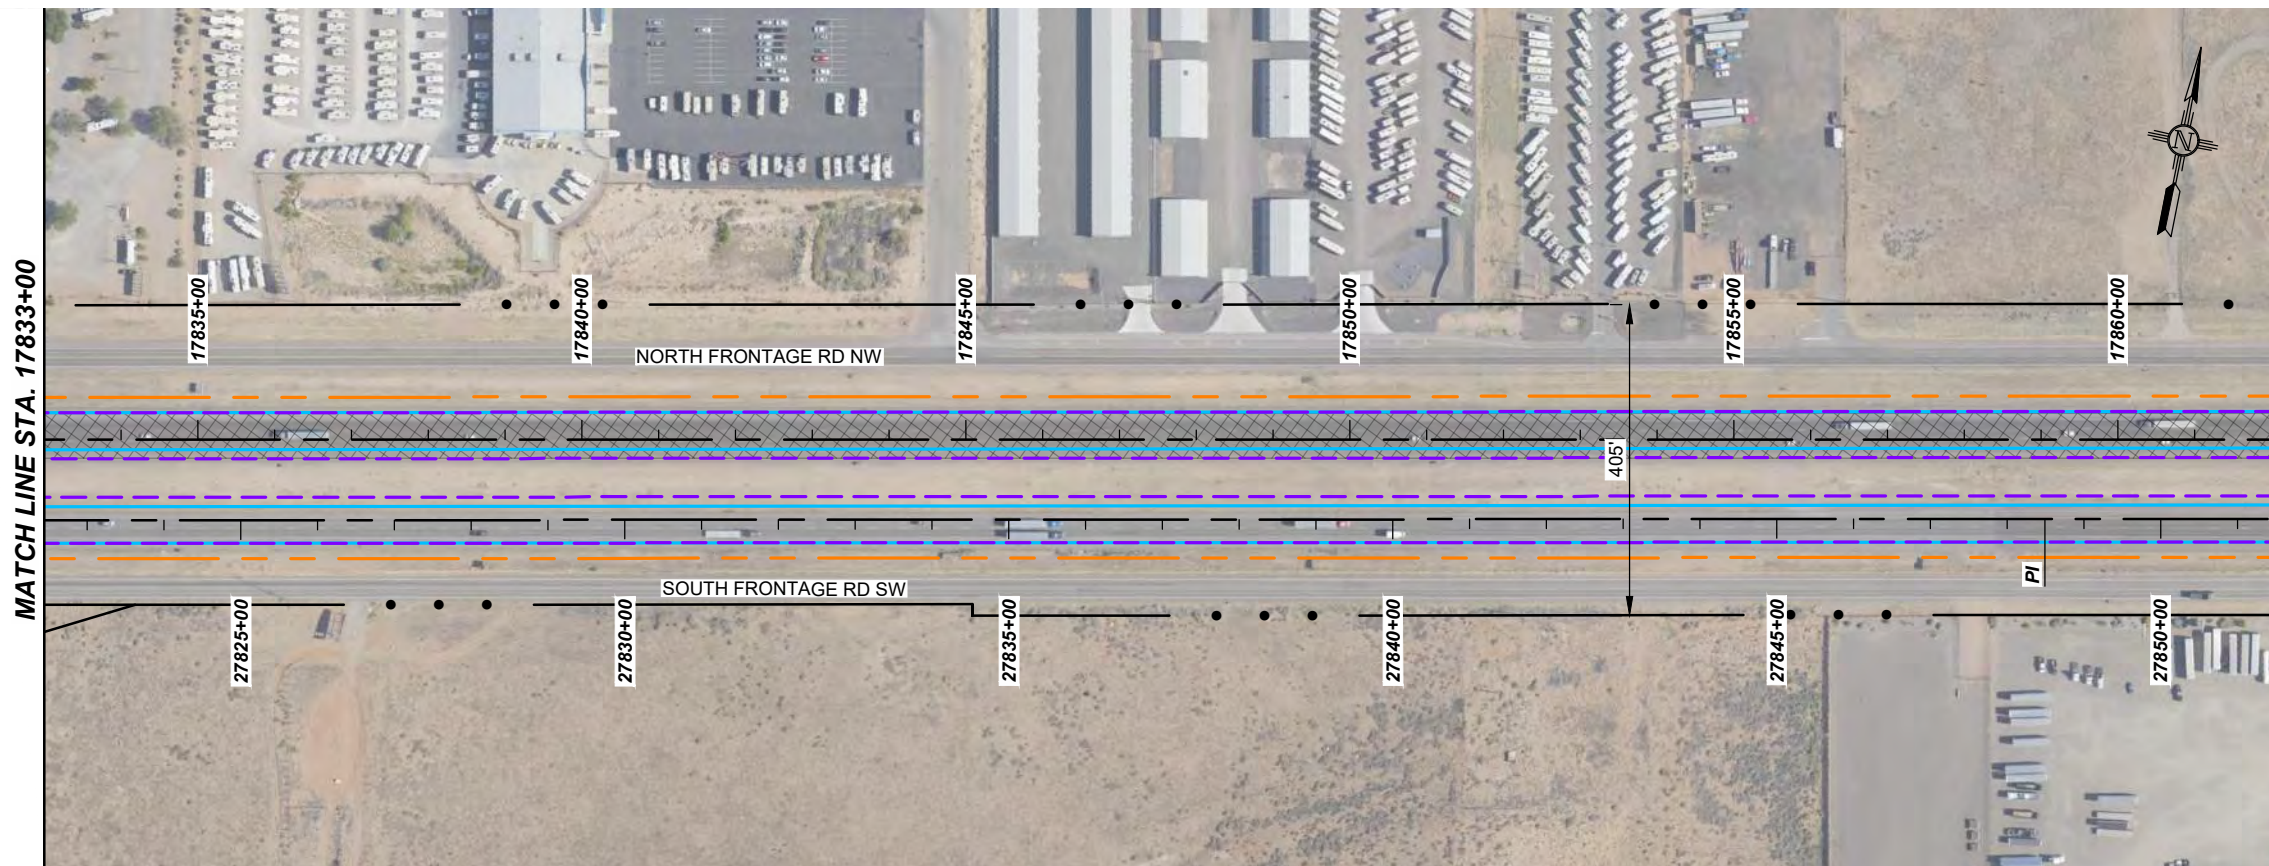 MATCH LINE STA. 17833+00
17835+00
17840+00
17845+00
17850+00
17855+00
17860+00
N
NORTH FRONTAGE RD NW
405'
SOUTH FRONTAGE RD SW
PI
27825+00
27830+00
27835+00
27840+00
27845+00
27850+00